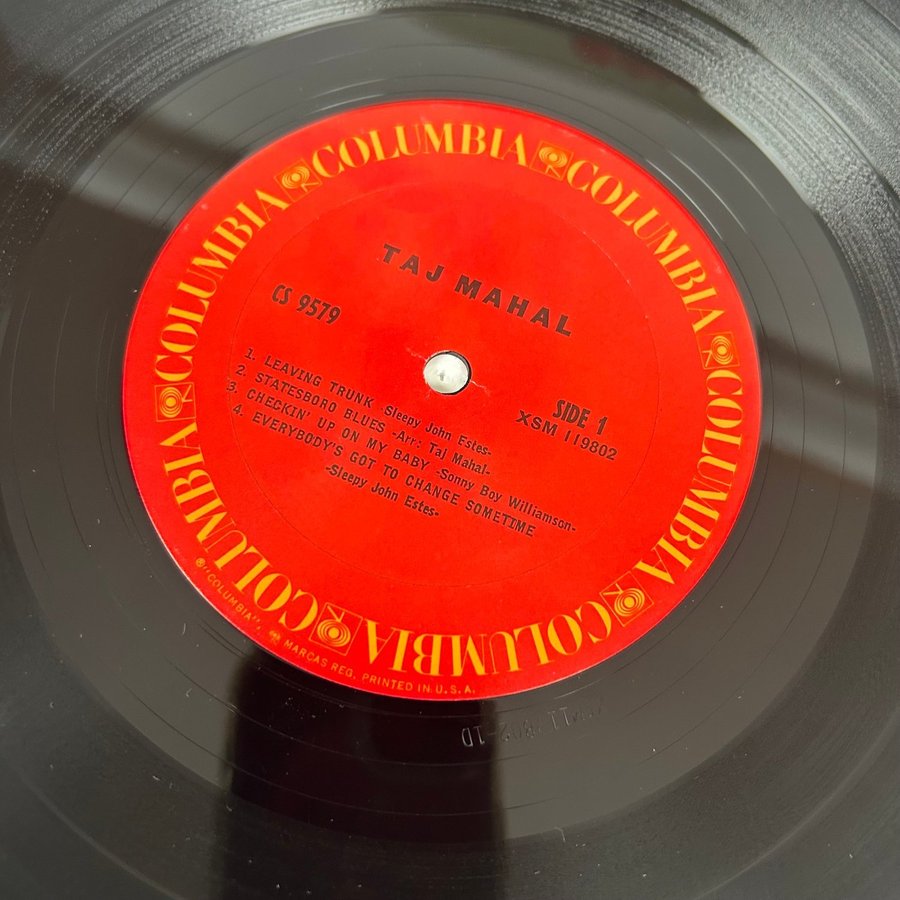 COLUMBIA COLUMBIA COLUMBIA COLUMBIA COLUMBIA COLUMBIA COLUMBIA COLUMBIA
TAJ MAHAL
CS 9579
SIDE 1
XSM 119802
1. LEAVING TRUNK -Sleepy John Estes-
2. STATESBORO BLUES -Arr: Taj Mahal-
3. CHECKIN' UP ON MY BABY -Sonny Boy Williamson-
4. EVERYBODY'S GOT TO CHANGE SOMETIME
-Sleepy John Estes-
®"COLUMBIA", MARCAS REG. PRINTED IN U.S.A.